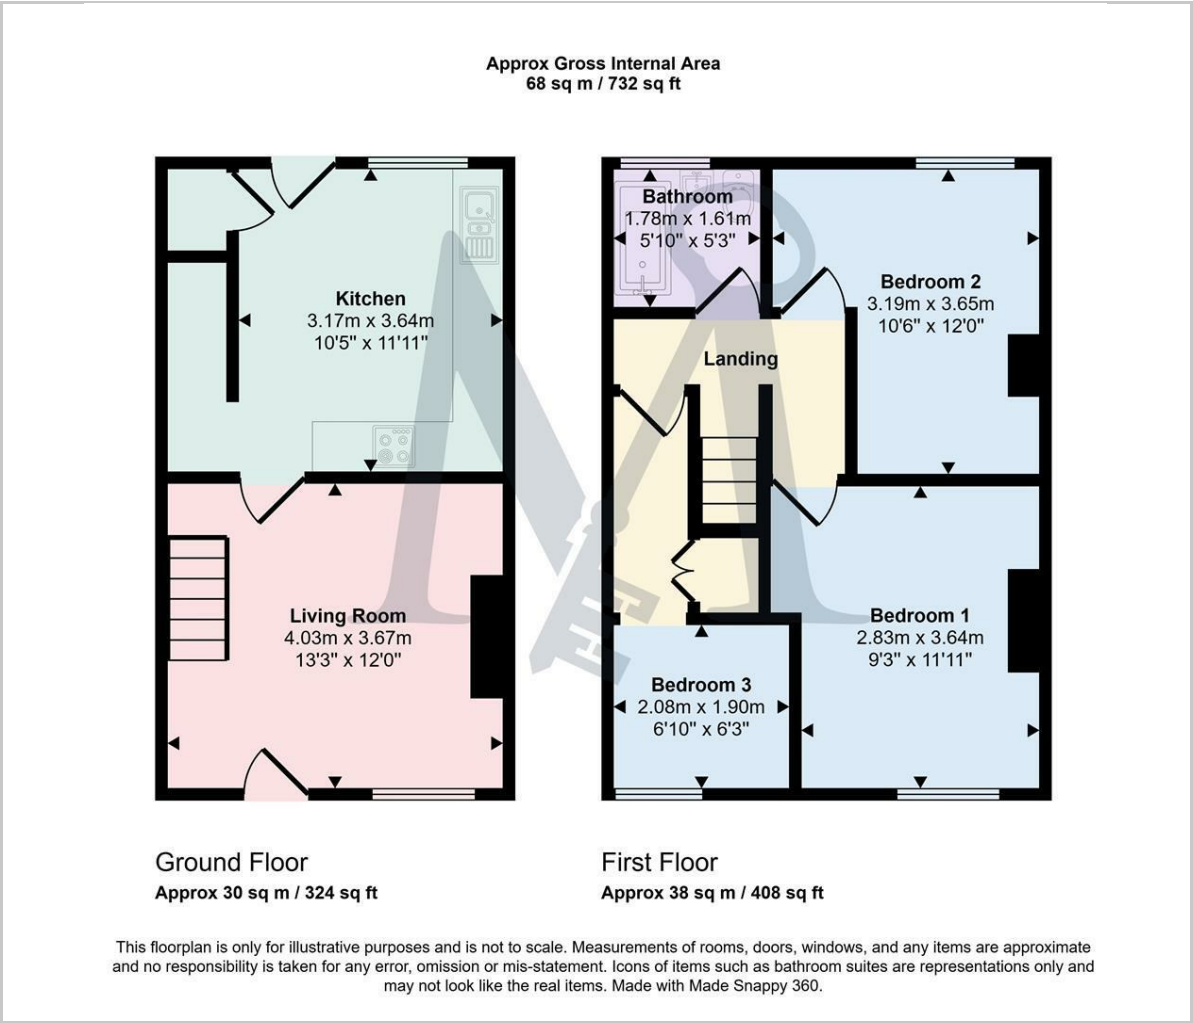 Approx Gross Internal Area
68 sq m / 732 sq ft
Kitchen
3.17m x 3.64m
10'5" x 11'11"
Living Room
4.03m x 3.67m
13'3" x 12'0"
Bathroom
1.78m x 1.61m
5'10" x 5'3"
Bedroom 2
3.19m x 3.65m
10'6" x 12'0"
Landing
Bedroom 1
2.83m x 3.64m
9'3" x 11'11"
Bedroom 3
2.08m x 1.90m
6'10" x 6'3"
Ground Floor
Approx 30 sq m / 324 sq ft
First Floor
Approx 38 sq m / 408 sq ft
This floorplan is only for illustrative purposes and is not to scale. Measurements of rooms, doors, windows, and any items are approximate
and no responsibility is taken for any error, omission or mis-statement. Icons of items such as bathroom suites are representations only and
may not look like the real items. Made with Made Snappy 360.